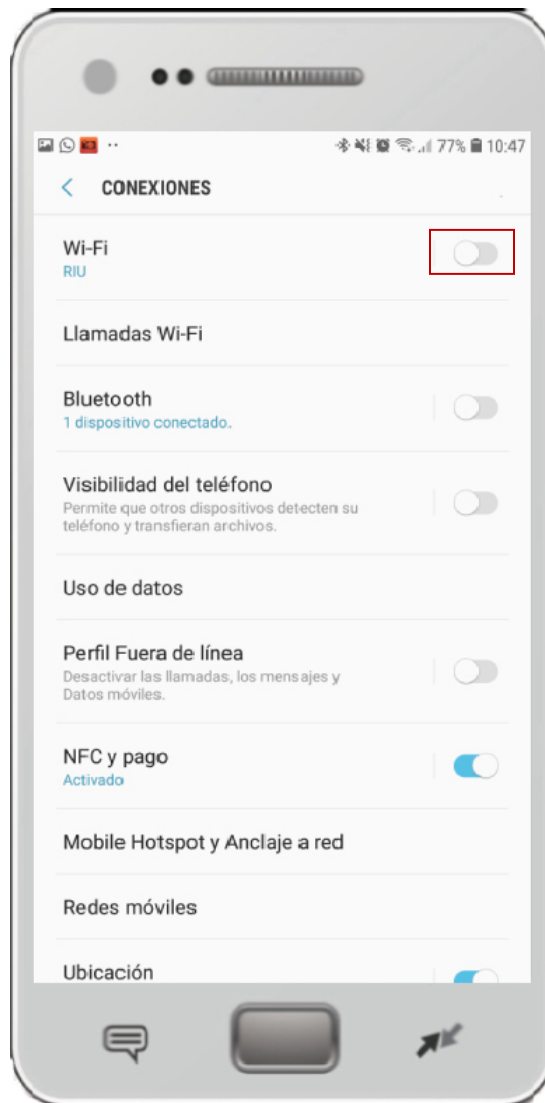 77% 10:47
CONEXIONES
Wi-Fi
RIU
Llamadas Wi-Fi
Bluetooth
1 dispositivo conectado.
Visibilidad del teléfono
Permite que otros dispositivos detecten su
teléfono y transfieran archivos.
Uso de datos
Perfil Fuera de línea
Desactivar las llamadas, los mensajes y
Datos móviles.
NFC y pago
Activado
Mobile Hotspot y Anclaje a red
Redes móviles
Ubicación